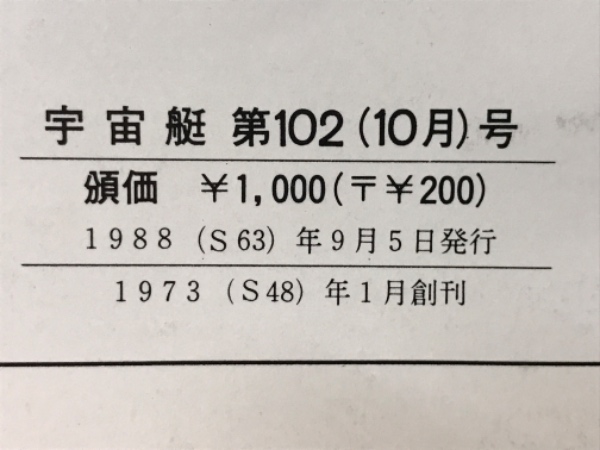 宇宙艇 第102(10月)号
頒価 ￥1,000(〒￥200)
1988 (S63) 年9月5日発行
1973 (S48) 年1月創刊